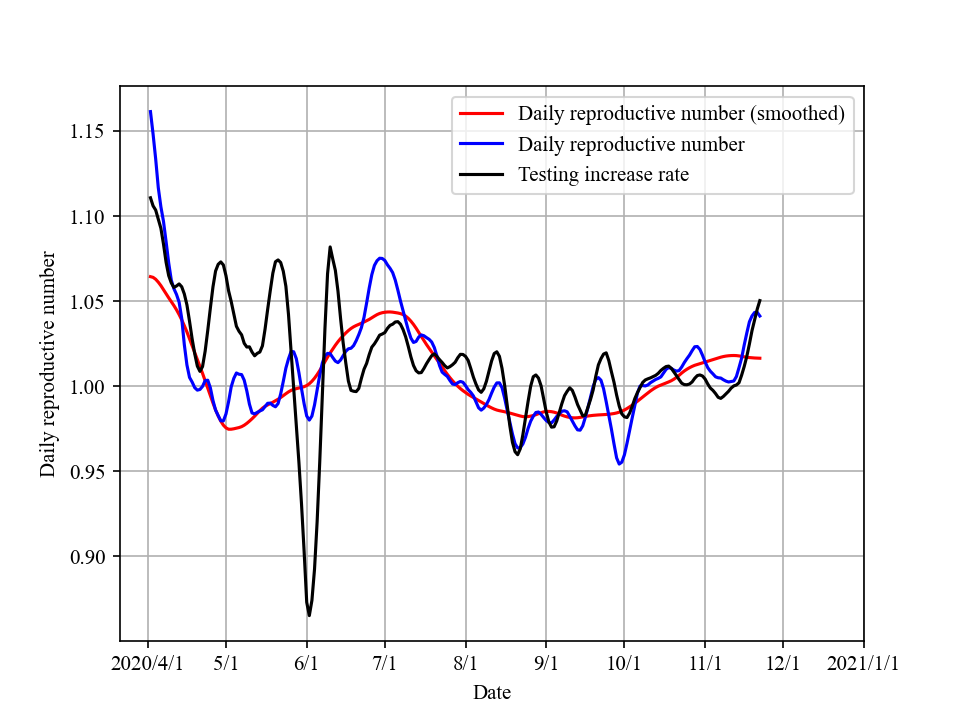 Daily reproductive number (smoothed)
Daily reproductive number
Testing increase rate
Daily reproductive number
1.15
1.10
1.05
1.00
0.95
0.90
2020/4/1 5/1 6/1 7/1 8/1 9/1 10/1 11/1 12/1 2021/1/1
Date